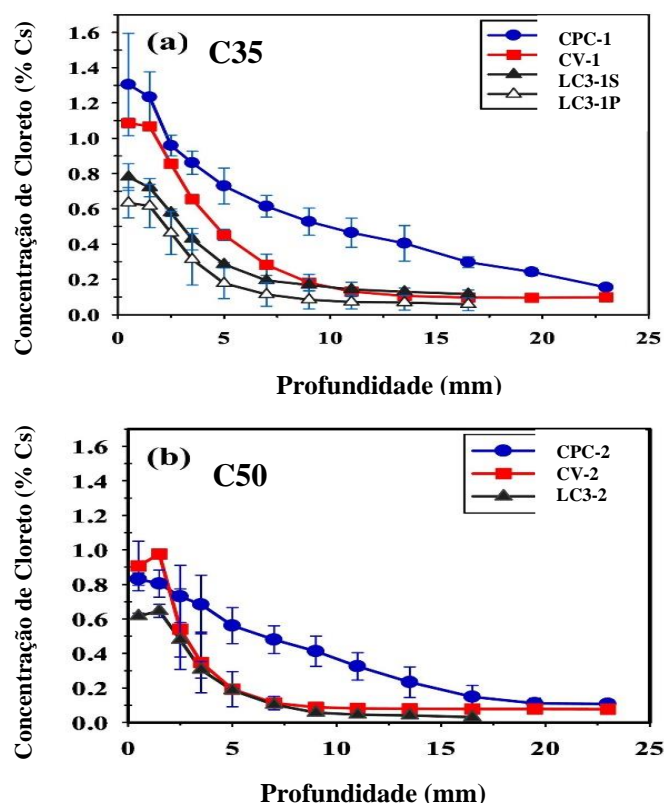 (a) C35
CPC-1
CV-1
LC3-1S
LC3-1P
Concentração de Cloreto (% Cs)
1.6
1.4
1.2
1.0
0.8
0.6
0.4
0.2
0.0
0 5 10 15 20 25
Profundidade (mm)
(b) C50
CPC-2
CV-2
LC3-2
Concentração de Cloreto (% Cs)
1.6
1.4
1.2
1.0
0.8
0.6
0.4
0.2
0.0
0 5 10 15 20 25
Profundidade (mm)